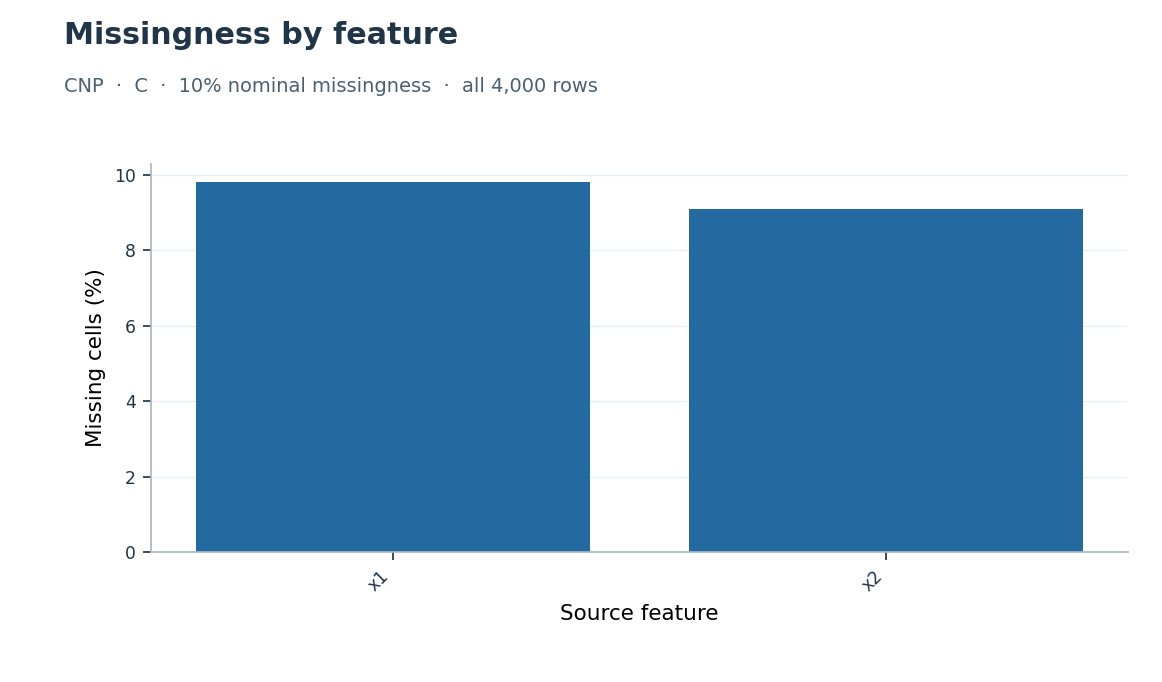 Missingness by feature
CNP · C · 10% nominal missingness · all 4,000 rows
10
8
6
4
2
0
Missing cells (%)
x1
x2
Source feature